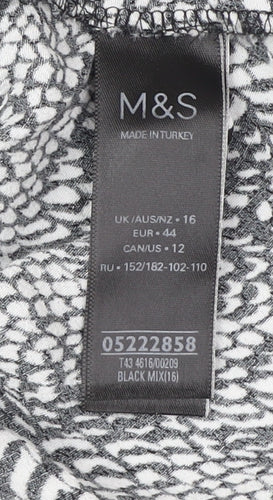 M&S
MADE IN TURKEY
UK/AUS/NZ • 16
EUR • 44
CAN/US • 12
RU • 152/182-102-110
05222858
T43 4616/00209
BLACK MIX(16)